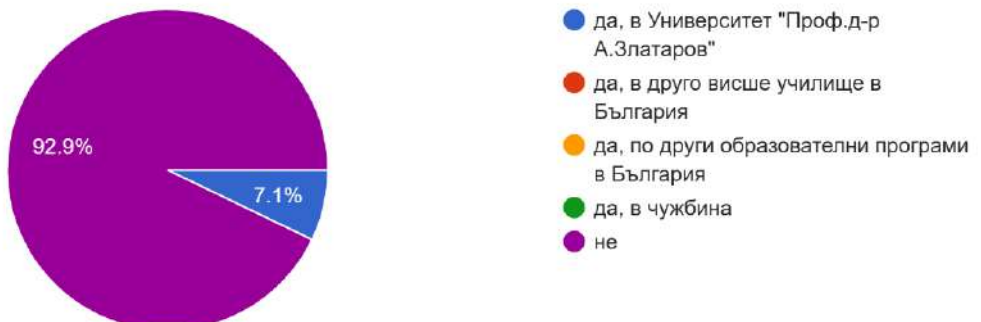 92.9%
7.1%
да, в Университет "Проф.д-р
А.Златаров"
да, в друго висше училище в
България
да, по други образователни програми
в България
да, в чужбина
не